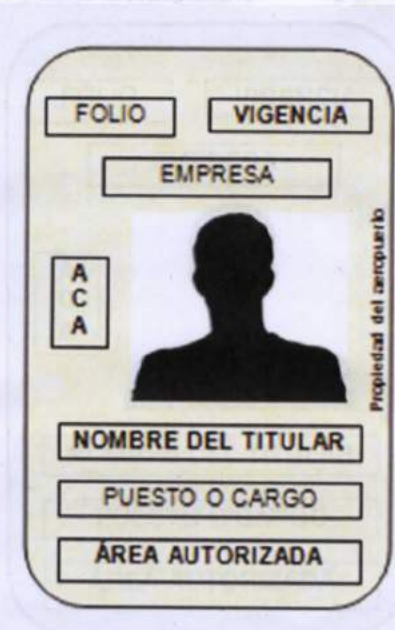 FOLIO
VIGENCIA
EMPRESA
A
C
A
Propiedad del aeropuerto
NOMBRE DEL TITULAR
PUESTO O CARGO
ÁREA AUTORIZADA